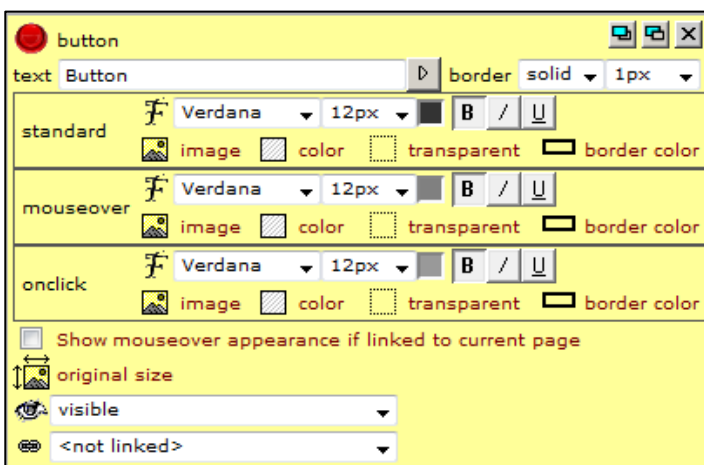 button
text Button border solid 1px
standard Verdana 12px B / U
image color transparent border color
mouseover Verdana 12px B / U
image color transparent border color
onclick Verdana 12px B / U
image color transparent border color
Show mouseover appearance if linked to current page
original size
visible
<not linked>